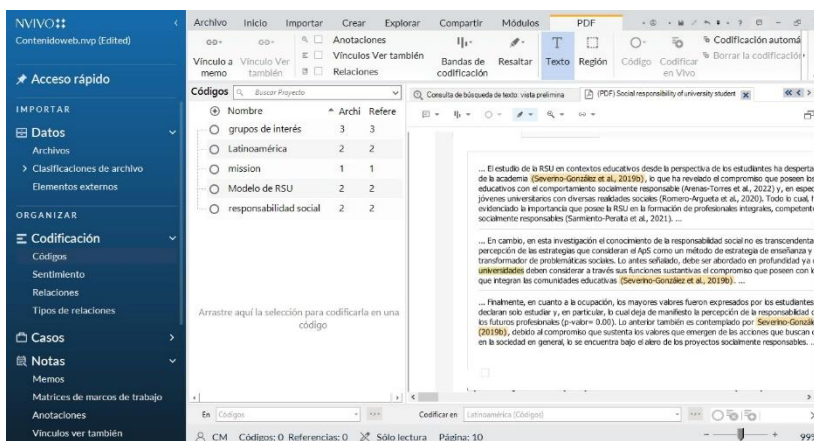 NVIVO
Contenidoweb.nvp (Edited)
Acceso rápido
IMPORTAR
Datos
Archivos
Clasificaciones de archivo
Elementos externos
ORGANIZAR
Codificación
Códigos
Sentimiento
Relaciones
Tipos de relaciones
Casos
Notas
Memos
Matrices de marcos de trabajo
Anotaciones
Vínculos ver también
Archivo Inicio Importar Crear Explorar Compartir Módulos PDF
Vínculo a memo
Vínculo Ver también
Anotaciones
Vínculos Ver también
Relaciones
Bandas de codificación
Resaltar
Texto
Región
Código
Codificar en Vivo
Codificación automá
Borrar la codificación
Códigos
Buscar Proyecto
Nombre Archi Refere
grupos de interés 3 3
Latinoamérica 2 2
mission 1 1
Modelo de RSU 2 2
responsabilidad social 2 2
Arrastre aquí la selección para codificarla en una
código
Consulta de búsqueda de texto: vista prelimina
(PDF) Social responsibility of university student
... El estudio de la RSU en contextos educativos desde la perspectiva de los estudiantes ha despertad
de la academia (Severino-González et al., 2019b), lo que ha revelado el compromiso que poseen los
educativos con el comportamiento socialmente responsable (Arenas-Torres et al., 2022) y, en espec
jóvenes universitarios con diversas realidades sociales (Romero-Argueta et al., 2020). Todo lo cual, h
evidenciado la importancia que posee la RSU en la formación de profesionales integrales, competent
socialmente responsables (Sarmiento-Peralta et al., 2021). ...
... En cambio, en esta investigación el conocimiento de la responsabilidad social no es transcendenta
percepción de las estrategias que consideran el ApS como un método de estrategia de enseñanza y
transformador de problemáticas sociales. Lo antes señalado, debe ser abordado en profundidad ya
universidades deben considerar a través sus funciones sustantivas el compromiso que poseen con l
que integran las comunidades educativas (Severino-González et al., 2019b). ...
... Finalmente, en cuanto a la ocupación, los mayores valores fueron expresados por los estudiantes
declaran solo estudiar y, en particular, lo cual deja de manifiesto la percepción de la responsabilidad d
los futuros profesionales (p-valor= 0.00). Lo anterior también es contemplado por Severino-Gonzále
(2019b), debido al compromiso que sustenta los valores que emergen de las acciones que buscan
en la sociedad en general, lo se encuentra bajo el alero de los proyectos socialmente responsables. ..
En Códigos
Codificar en Latinoamérica (Códigos)
CM Códigos: 0 Referencias: 0 Sólo lectura Página: 10
99%